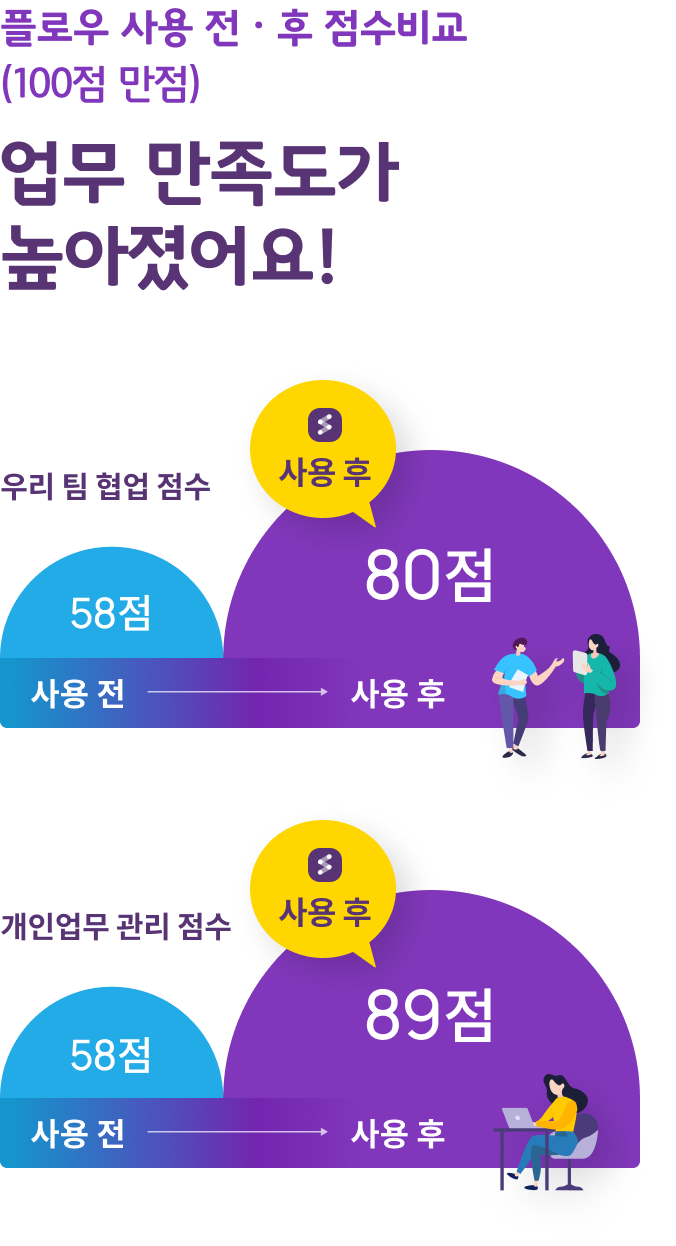 플로우 사용 전 · 후 점수비교
(100점 만점)
업무 만족도가
높아졌어요!
사용 후
우리 팀 협업 점수
80점
58점
사용 전
사용 후
사용 후
개인업무 관리 점수
89점
58점
사용 전
사용 후